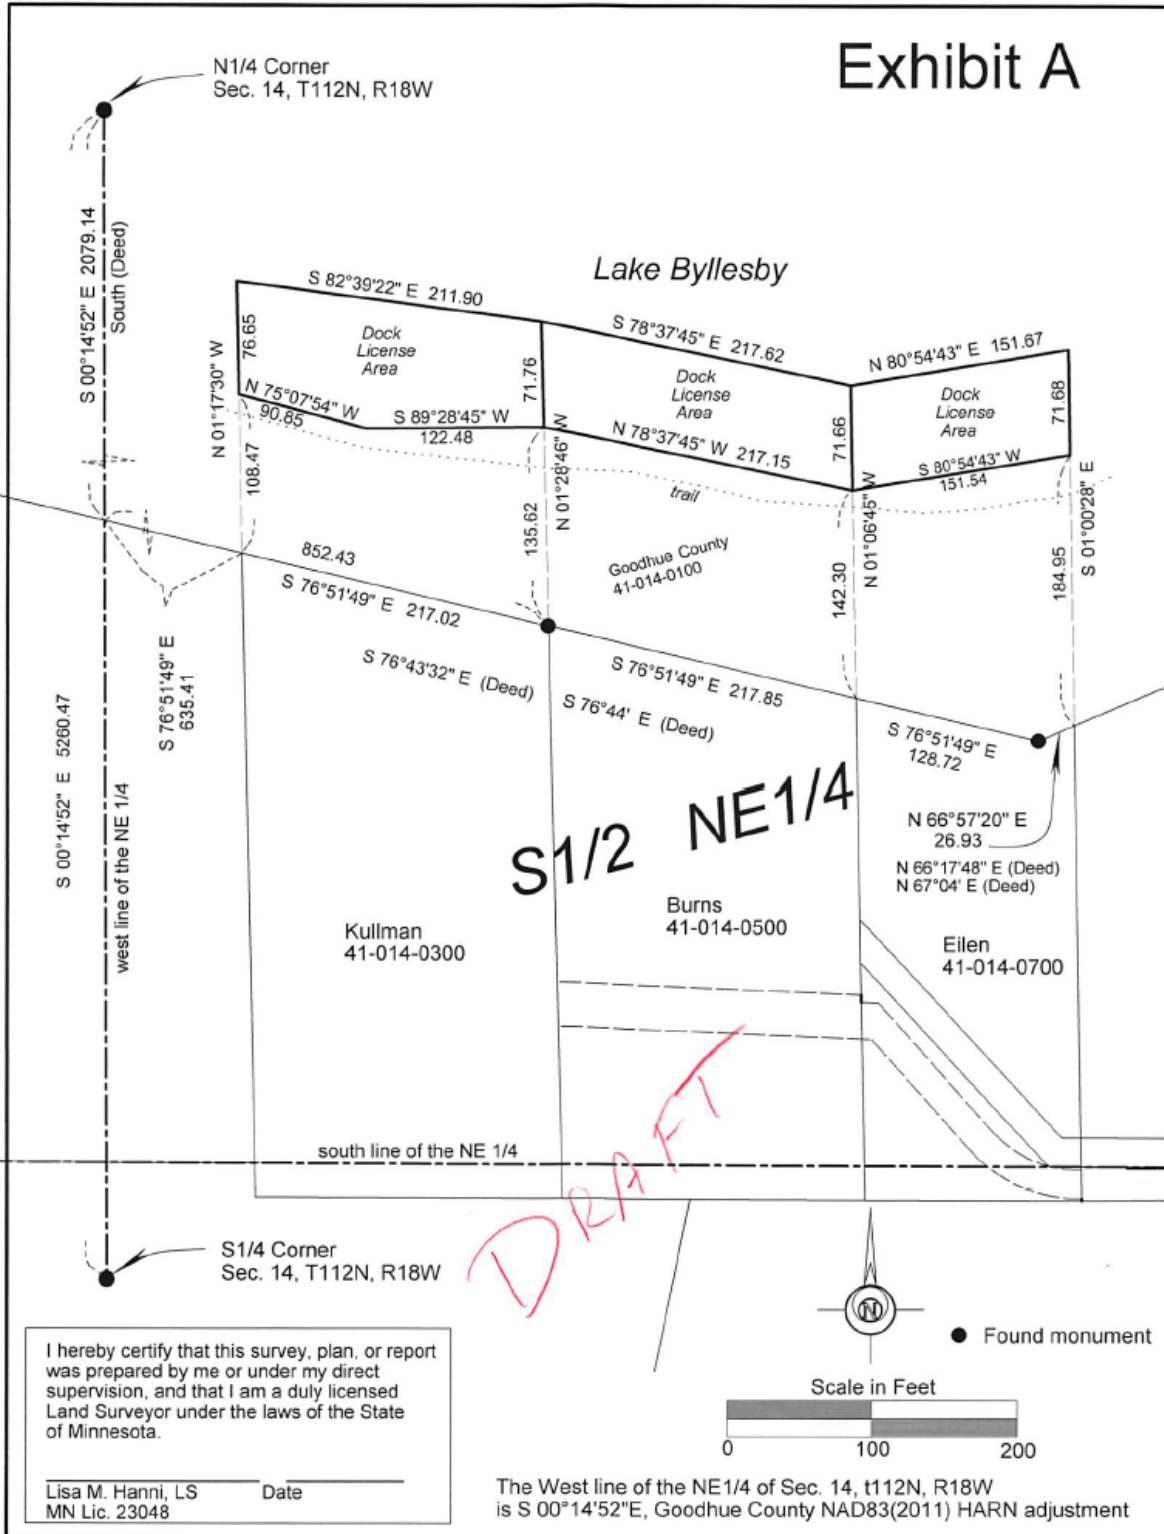 Exhibit A
N1/4 Corner
Sec. 14, T112N, R18W
S 00°14'52" E 2079.14
South (Deed)
Lake Byllesby
S 82°39'22" E 211.90
S 78°37'45" E 217.62
N 80°54'43" E 151.67
76.65
Dock
License
Area
71.76
Dock
License
Area
71.66
Dock
License
Area
71.68
N 01°17'30" W
N 75°07'54" W
90.85
S 89°28'45" W
122.48
N 78°37'45" W 217.15
S 80°54'43" W
151.54
108.47
135.62
N 01°28'46" W
trail
Goodhue County
41-014-0100
142.30
N 01°06'45" W
184.95
S 01°00'28" E
852.43
S 76°51'49" E 217.02
S 76°43'32" E (Deed)
S 76°51'49" E 217.85
S 76°44' E (Deed)
S 76°51'49" E
128.72
S 76°51'49" E
635.41
S 00°14'52" E 5260.47
west line of the NE 1/4
N 66°57'20" E
26.93
N 66°17'48" E (Deed)
N 67°04' E (Deed)
S1/2 NE1/4
Kullman
41-014-0300
Burns
41-014-0500
Eilen
41-014-0700
DRAFT
south line of the NE 1/4
S1/4 Corner
Sec. 14, T112N, R18W
N
Found monument
I hereby certify that this survey, plan, or report
was prepared by me or under my direct
supervision, and that I am a duly licensed
Land Surveyor under the laws of the State
of Minnesota.
Lisa M. Hanni, LS Date
MN Lic. 23048
Scale in Feet
0 100 200
The West line of the NE1/4 of Sec. 14, t112N, R18W
is S 00°14'52"E, Goodhue County NAD83(2011) HARN adjustment